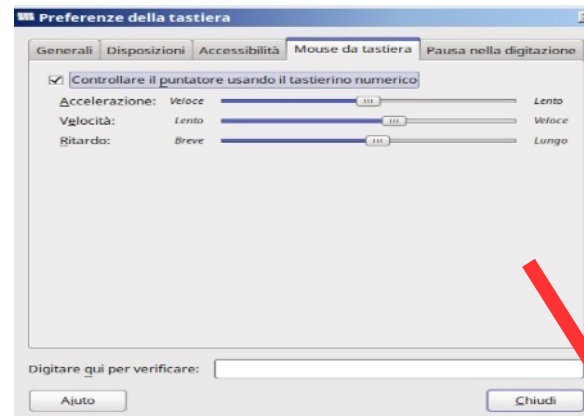 Preferenze della tastiera
Generali Disposizioni Accessibilità Mouse da tastiera Pausa nella digitazione
Controllare il puntatore usando il tastierino numerico
Accelerazione: Veloce Lento
Velocità: Lento Veloce
Ritardo: Breve Lungo
Digitare qui per verificare:
Aiuto Chiudi